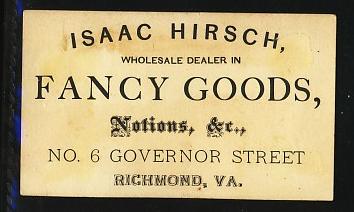 ISAAC HIRSCH,
WHOLESALE DEALER IN
FANCY GOODS,
Notions, &c.,
NO. 6 GOVERNOR STREET
RICHMOND, VA.